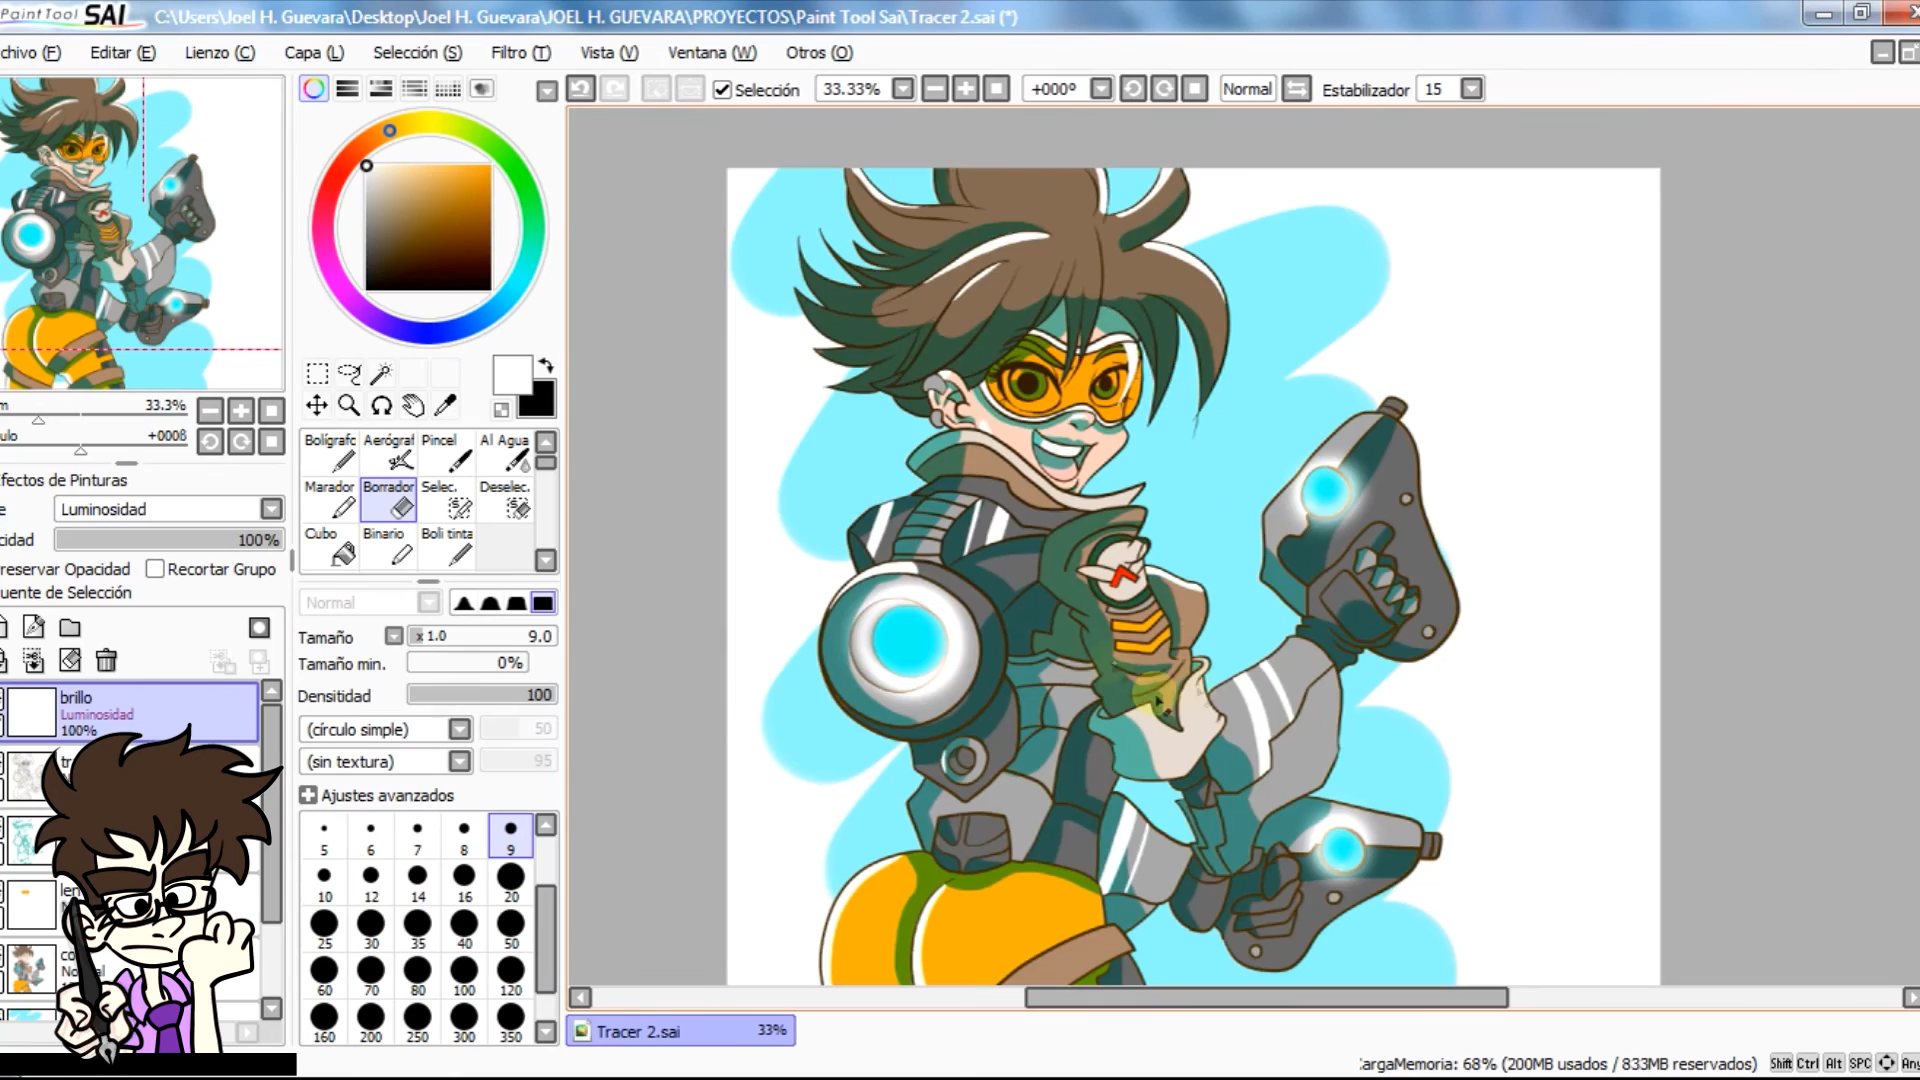 PaintTool SAI C:\Users\Joel H. Guevara\Desktop\Joel H. Guevara\JOEL H. GUEVARA\PROYECTOS\Paint Tool Sai\Tracer 2.sai (*)
chivo (F) Editar (E) Lienzo (C) Capa (L) Selección (S) Filtro (T) Vista (V) Ventana (W) Otros (O)
Selección 33.33% +000º Normal Estabilizador 15
33.3%
+0008
fectos de Pinturas
Luminosidad
cidad 100%
reservar Opacidad Recortar Grupo
uente de Selección
brillo
Luminosidad
100%
Bolígrafc Aerógraf Pincel Al Agua
Marador Borrador Selec. Deselec.
Cubo Binario Boli tinta
Normal
Tamaño x 1.0 9.0
Tamaño min. 0%
Densitidad 100
(círculo simple) 50
(sin textura) 95
Ajustes avanzados
5 6 7 8 9
10 12 14 16 20
25 30 35 40 50
60 70 80 100 120
160 200 250 300 350
Tracer 2.sai 33%
argaMemoria: 68% (200MB usados / 833MB reservados) Shift Ctrl Alt SPC Any